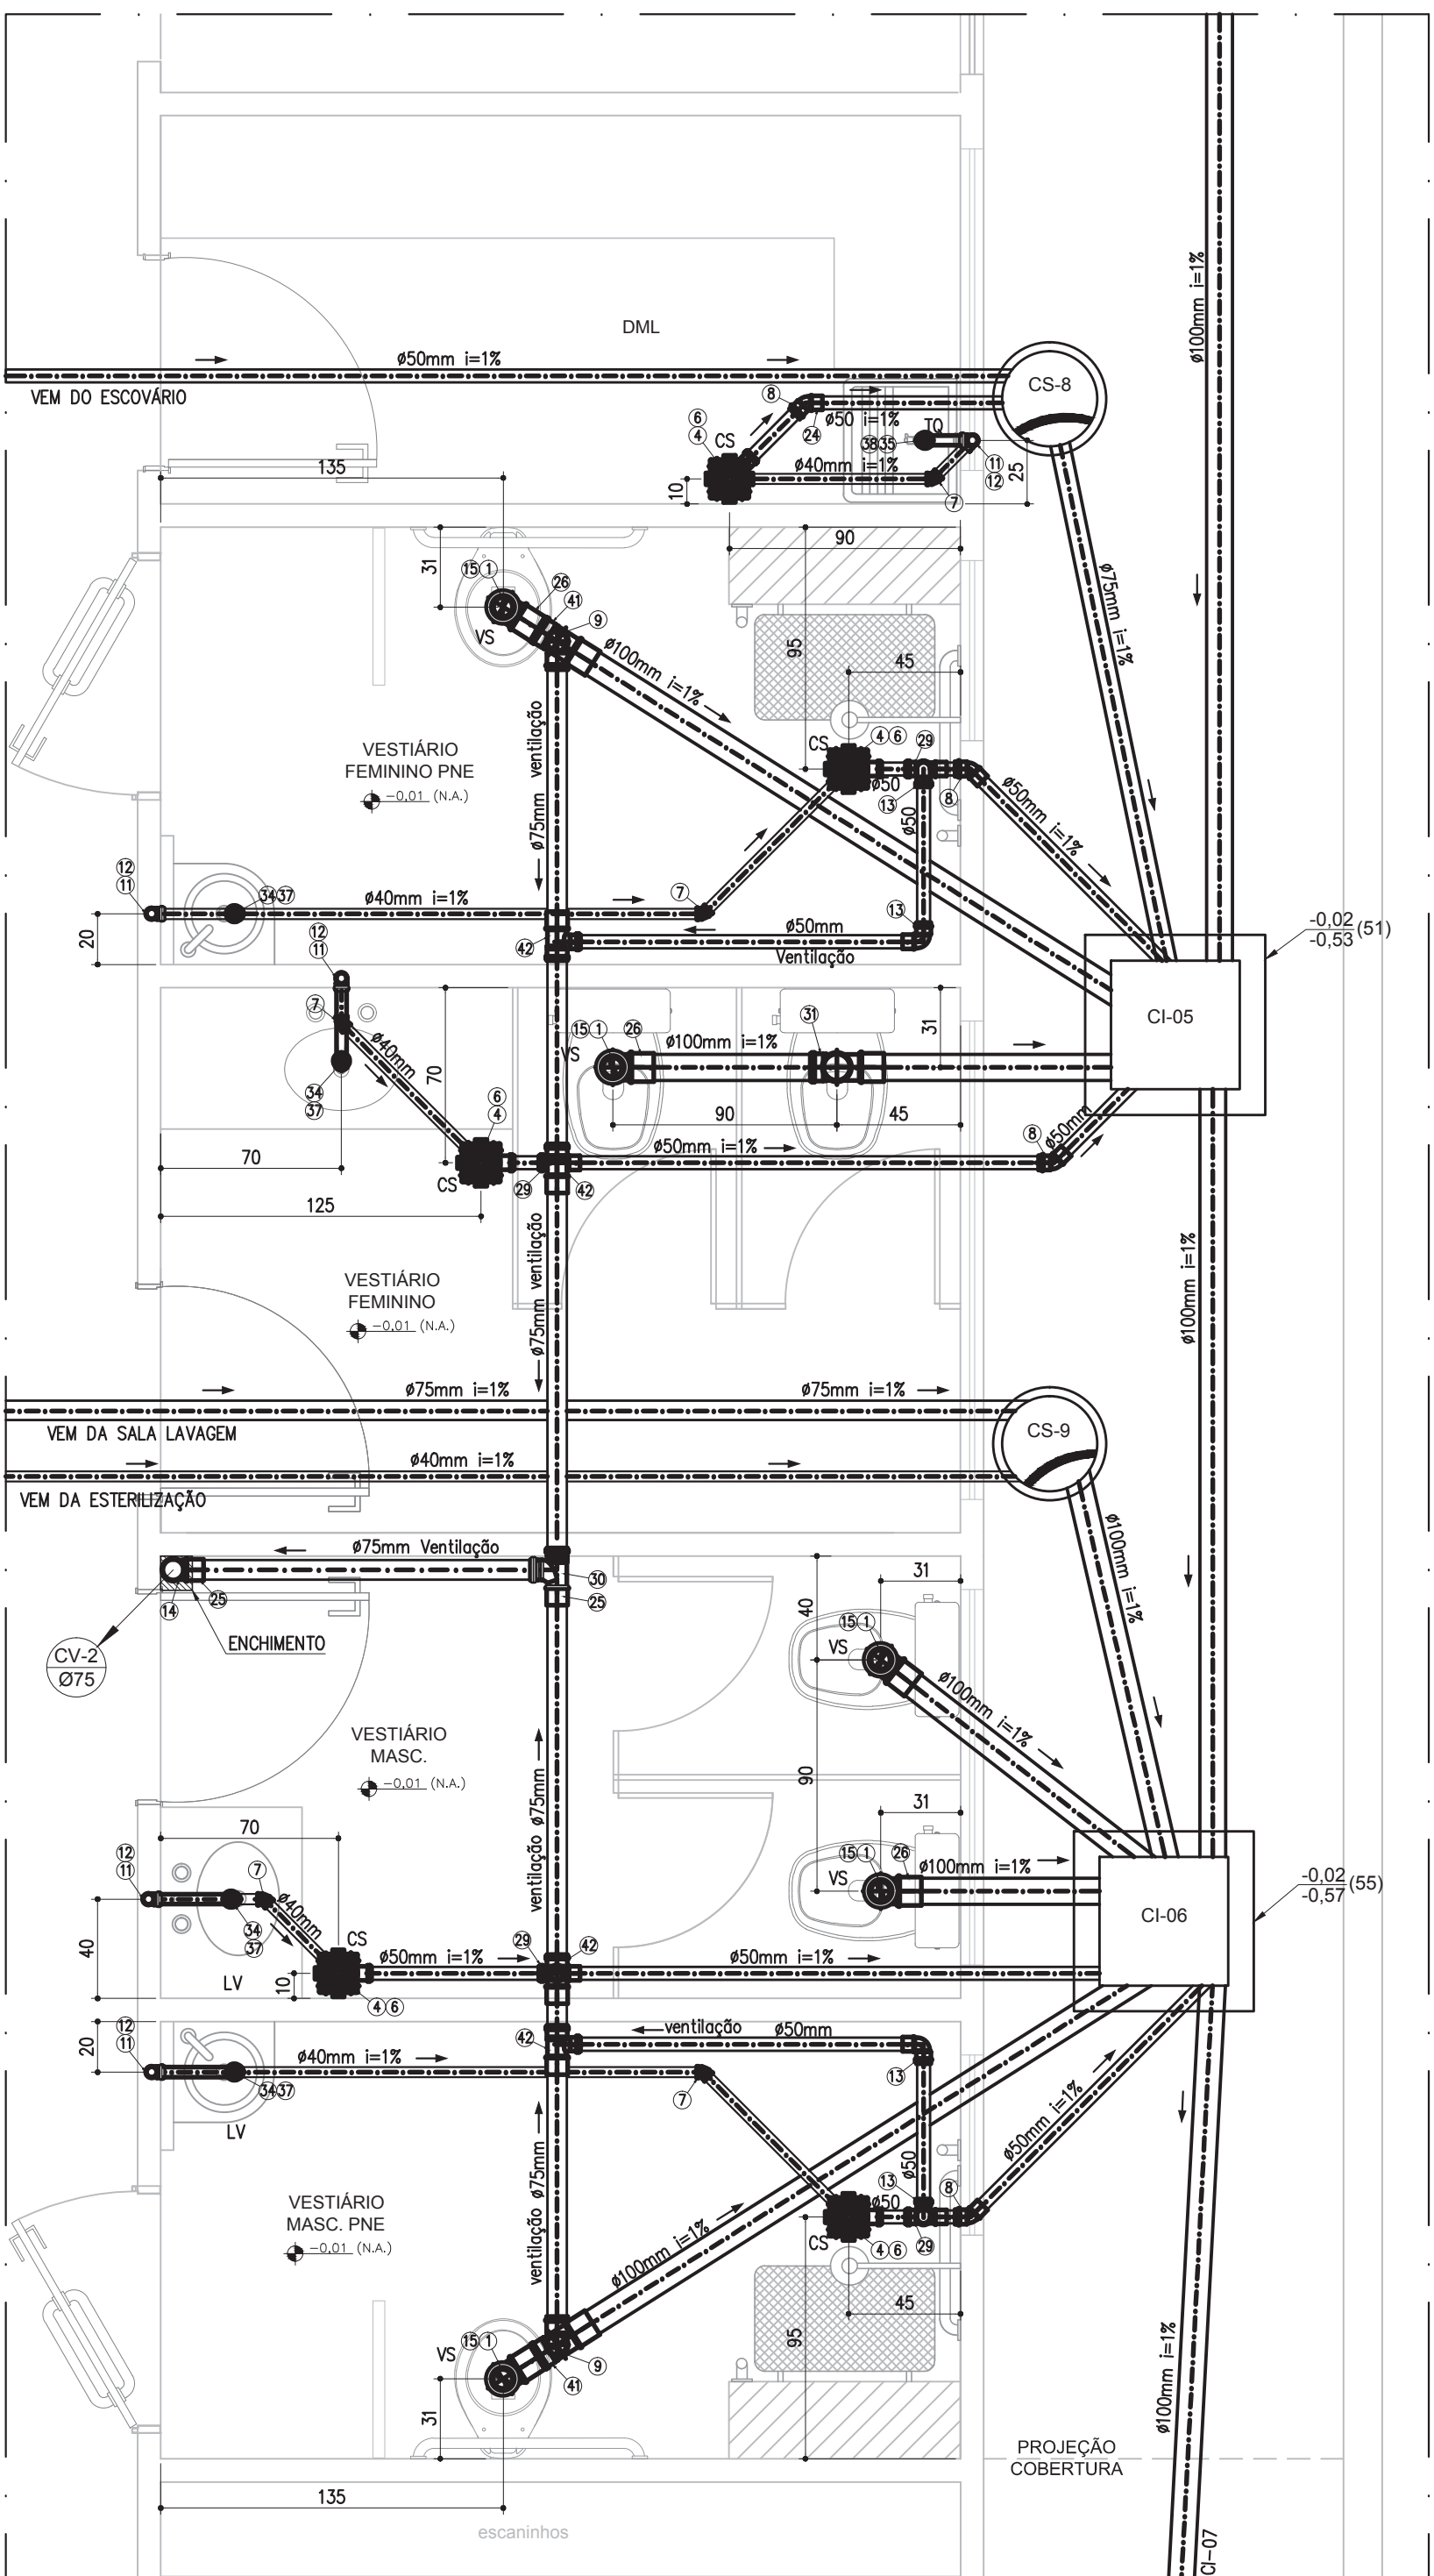 ø100mm i=1%
DML
ø50mm i=1%
VEM DO ESCOVÁRIO
CS-8
8
6
4
CS
24
ø50 i=1%
TQ
38 35
ø40mm i=1%
11
12
7
25
135
10
90
31
15 1
26
41
9
VS
ø100mm i=1%
95
45
ø75mm i=1%
ø75mm ventilação
VESTIÁRIO
FEMININO PNE
-0,01 (N.A.)
CS
4 6
29
ø50
13
8
ø50
ø50mm i=1%
12
11
34 37
ø40mm i=1%
7
20
13
ø50mm
Ventilação
42
-0,02
-0,53
(51)
CI-05
12
11
7
ø40mm
34
37
70
15 1
26
VS
ø100mm i=1%
31
31
90
45
6
4
CS
29
42
ø50mm i=1%
8
ø50mm
70
125
ø75mm ventilação
VESTIÁRIO
FEMININO
-0,01 (N.A.)
ø100mm i=1%
ø75mm i=1%
ø75mm i=1%
VEM DA SALA LAVAGEM
CS-9
ø40mm i=1%
VEM DA ESTERILIZAÇÃO
ø75mm Ventilação
30
25
14
25
ENCHIMENTO
CV-2
Ø75
40
31
15 1
VS
ø100mm i=1%
ø100mm i=1%
VESTIÁRIO
MASC.
-0,01 (N.A.)
ventilação ø75mm
90
31
15 1
26
VS
ø100mm i=1%
70
12
11
7
ø40mm
34
37
CS
40
10
LV
ø50mm i=1%
4 6
29
42
ø50mm i=1%
CI-06
-0,02
-0,57
(55)
20
12
11
34 37
LV
ø40mm i=1%
42
ventilação ø50mm
13
7
ventilação ø75mm
VESTIÁRIO
MASC. PNE
-0,01 (N.A.)
ø50
13
ø50
8
CS
4 6
29
ø50mm i=1%
ø100mm i=1%
45
95
15 1
VS
9
41
31
135
ø100mm i=1%
PROJEÇÃO
COBERTURA
escaninhos
CI-07